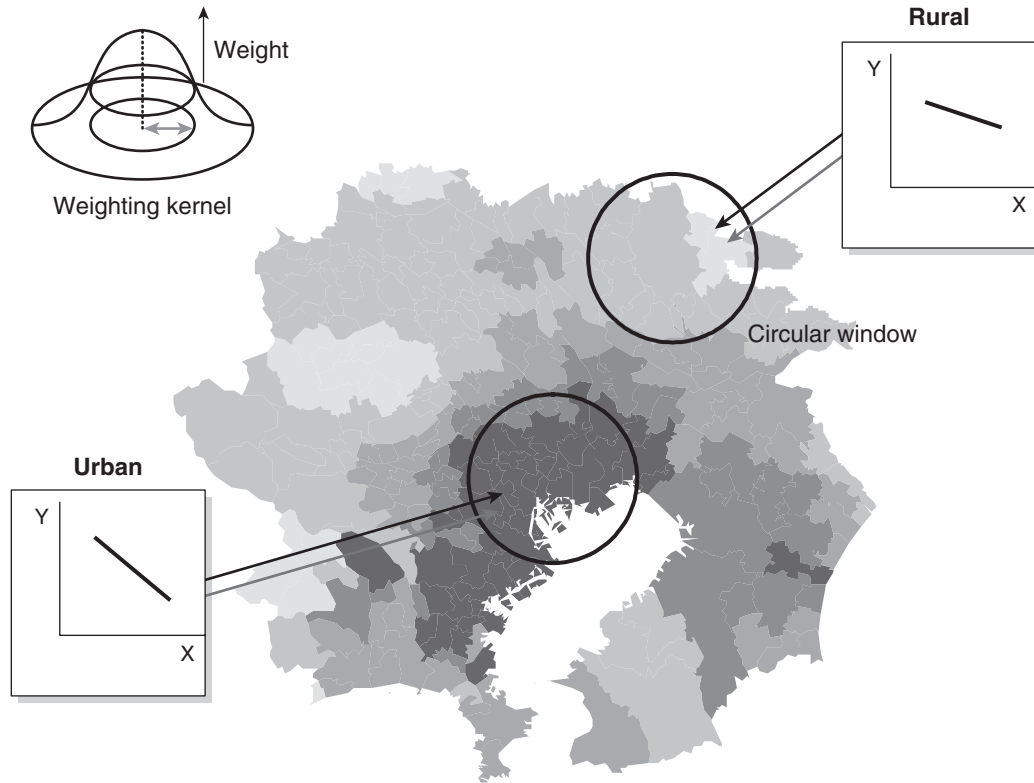 Weight
Weighting kernel
Rural
Y
X
Circular window
Urban
Y
X